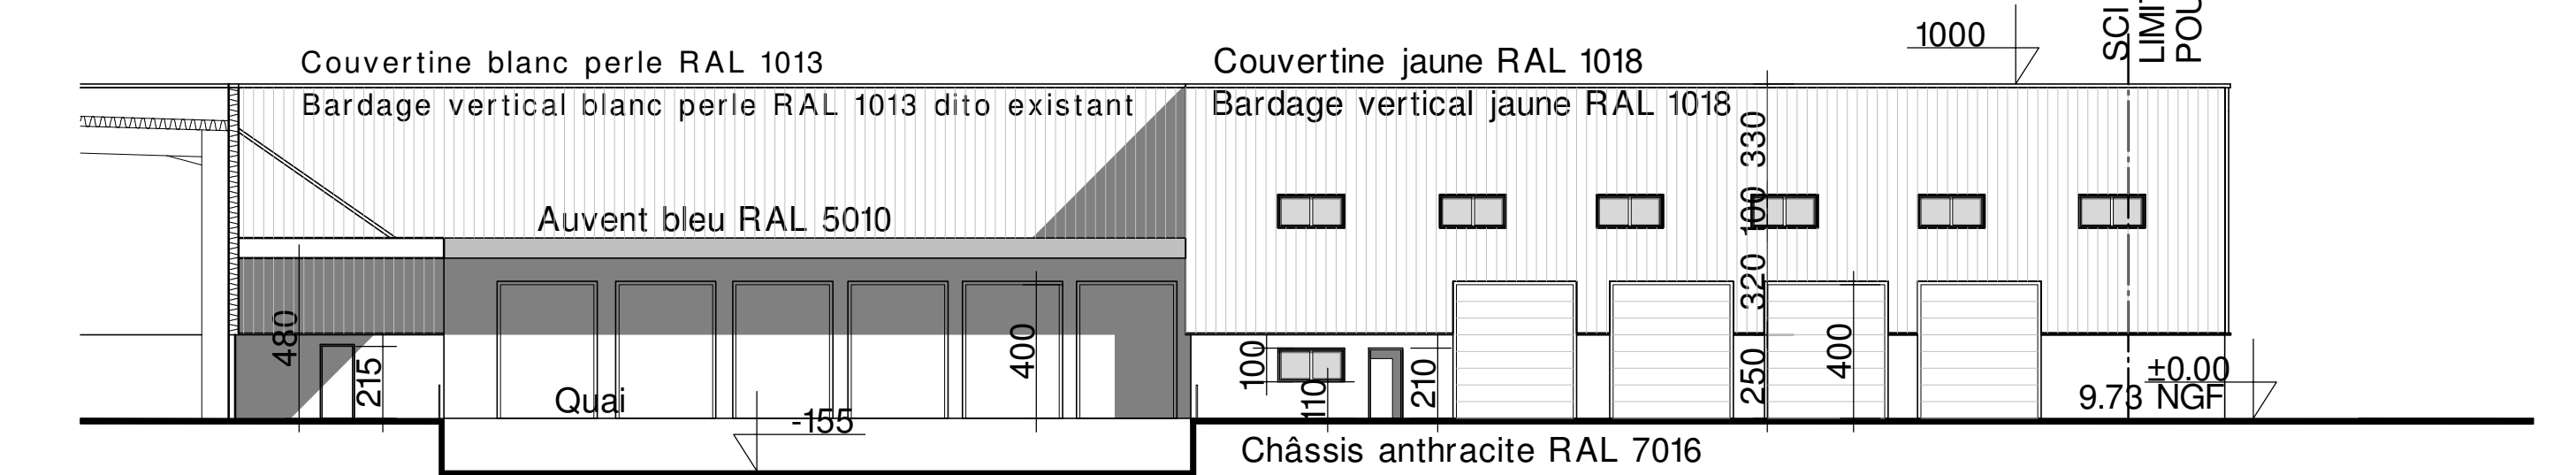 Couvertine blanc perle RAL 1013
Couvertine jaune RAL 1018
1000
SCI
LIMI
POU
Bardage vertical blanc perle RAL 1013 dito existant
Bardage vertical jaune RAL 1018
330
100
320
250
Auvent bleu RAL 5010
480
215
400
100
110
210
400
Quai
-155
±0.00
9.73 NGF
Châssis anthracite RAL 7016